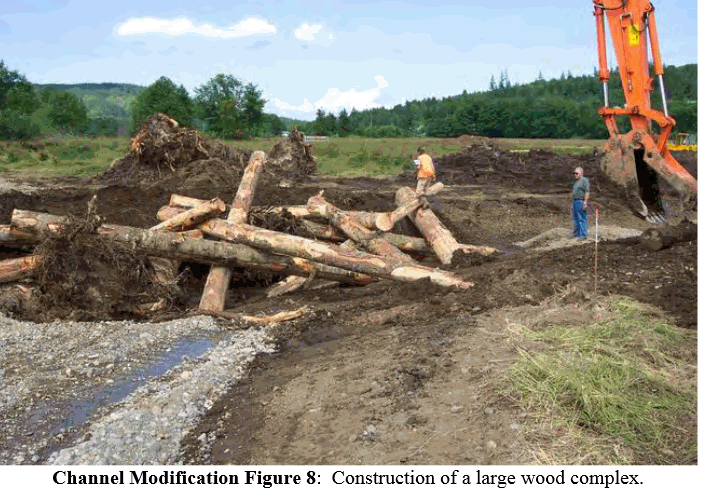 Channel Modification Figure 8:  Construction of a large wood complex.